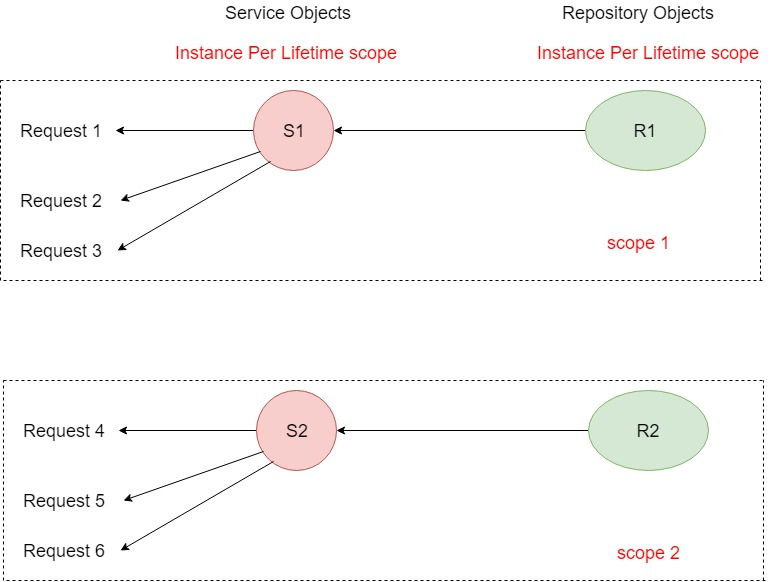 Service Objects
Repository Objects
Instance Per Lifetime scope
Instance Per Lifetime scope
Request 1
S1
R1
Request 2
Request 3
scope 1
Request 4
S2
R2
Request 5
Request 6
scope 2